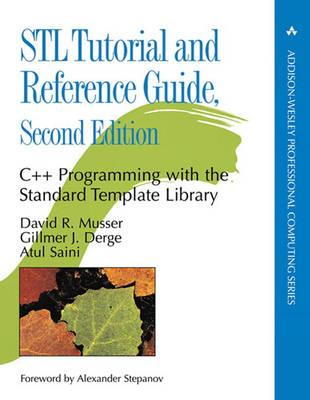 STL Tutorial and
Reference Guide,
Second Edition
C++ Programming with the
Standard Template Library
David R. Musser
Gillmer J. Derge
Atul Saini
Foreword by Alexander Stepanov
ADDISON-WESLEY PROFESSIONAL COMPUTING SERIES